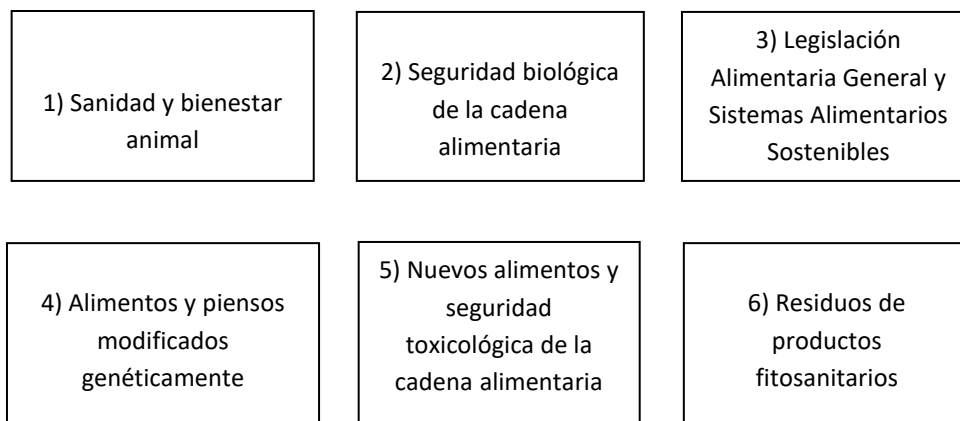 1) Sanidad y bienestar
animal
2) Seguridad biológica
de la cadena
alimentaria
3) Legislación
Alimentaria General y
Sistemas Alimentarios
Sostenibles
4) Alimentos y piensos
modificados
genéticamente
5) Nuevos alimentos y
seguridad
toxicológica de la
cadena alimentaria
6) Residuos de
productos
fitosanitarios